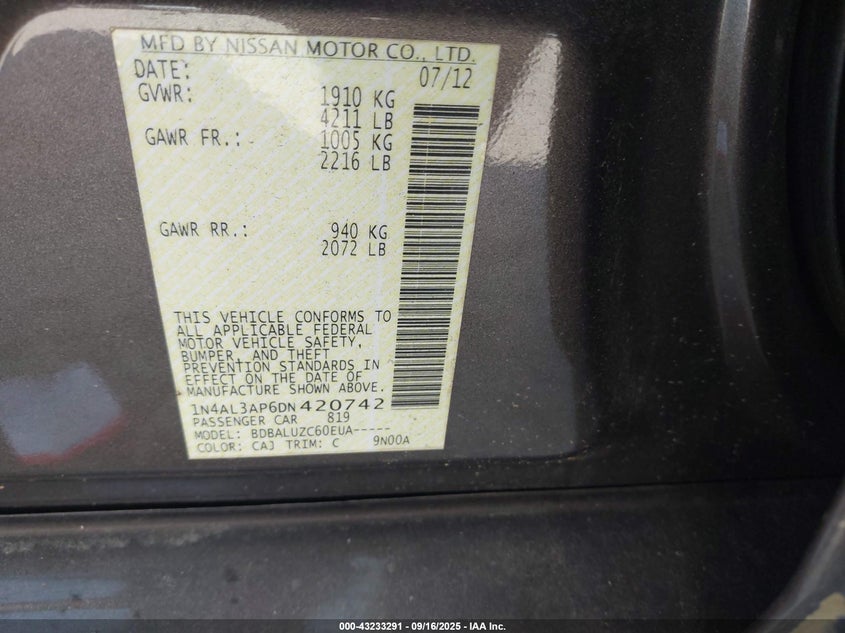 MFD BY NISSAN MOTOR CO., LTD.
DATE: 07/12
GVWR: 1910 KG
4211 LB
GAWR FR.: 1005 KG
2216 LB
GAWR RR.: 940 KG
2072 LB
THIS VEHICLE CONFORMS TO
ALL APPLICABLE FEDERAL
MOTOR VEHICLE SAFETY,
BUMPER, AND THEFT
PREVENTION STANDARDS IN
EFFECT ON THE DATE OF
MANUFACTURE SHOWN ABOVE.
1N4AL3AP6DN420742
PASSENGER CAR 819
MODEL: BDBALUZC60EUA-----
COLOR: CAJ TRIM: C 9N00A
000-43233291 - 09/16/2025 - IAA Inc.